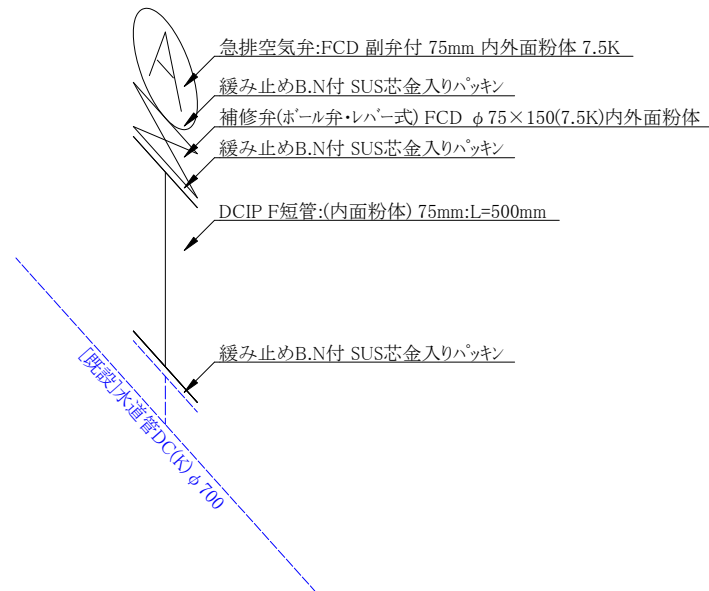 急排空気弁:FCD 副弁付 75mm 内外面粉体 7.5K
A
緩み止めB.N付 SUS芯金入りﾊﾟｯｷﾝ
補修弁(ﾎﾞｰﾙ弁・ﾚﾊﾞｰ式) FCD φ75×150(7.5K)内外面粉体
緩み止めB.N付 SUS芯金入りﾊﾟｯｷﾝ
DCIP F短管:(内面粉体) 75mm:L=500mm
緩み止めB.N付 SUS芯金入りﾊﾟｯｷﾝ
[既設]水道管DC(K)φ700